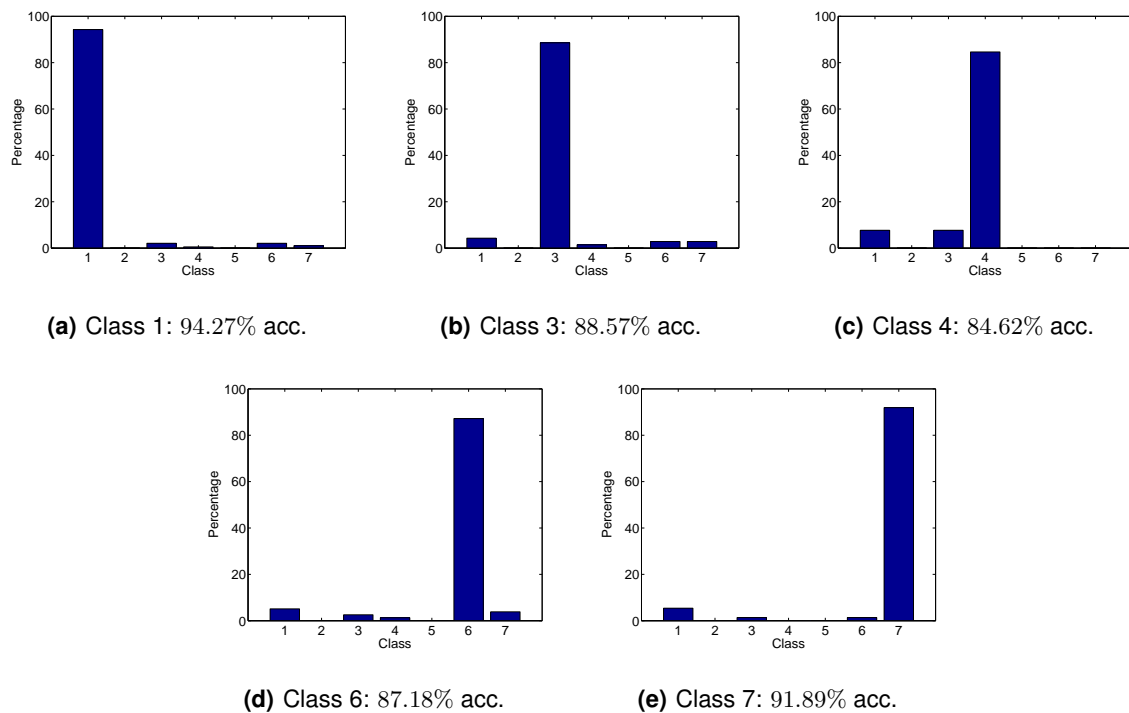 100
80
60
40
20
0
Percentage
1 2 3 4 5 6 7
Class
(a) Class 1: 94.27% acc.
100
80
60
40
20
0
Percentage
1 2 3 4 5 6 7
Class
(b) Class 3: 88.57% acc.
100
80
60
40
20
0
Percentage
1 2 3 4 5 6 7
Class
(c) Class 4: 84.62% acc.
100
80
60
40
20
0
Percentage
1 2 3 4 5 6 7
Class
(d) Class 6: 87.18% acc.
100
80
60
40
20
0
Percentage
1 2 3 4 5 6 7
Class
(e) Class 7: 91.89% acc.